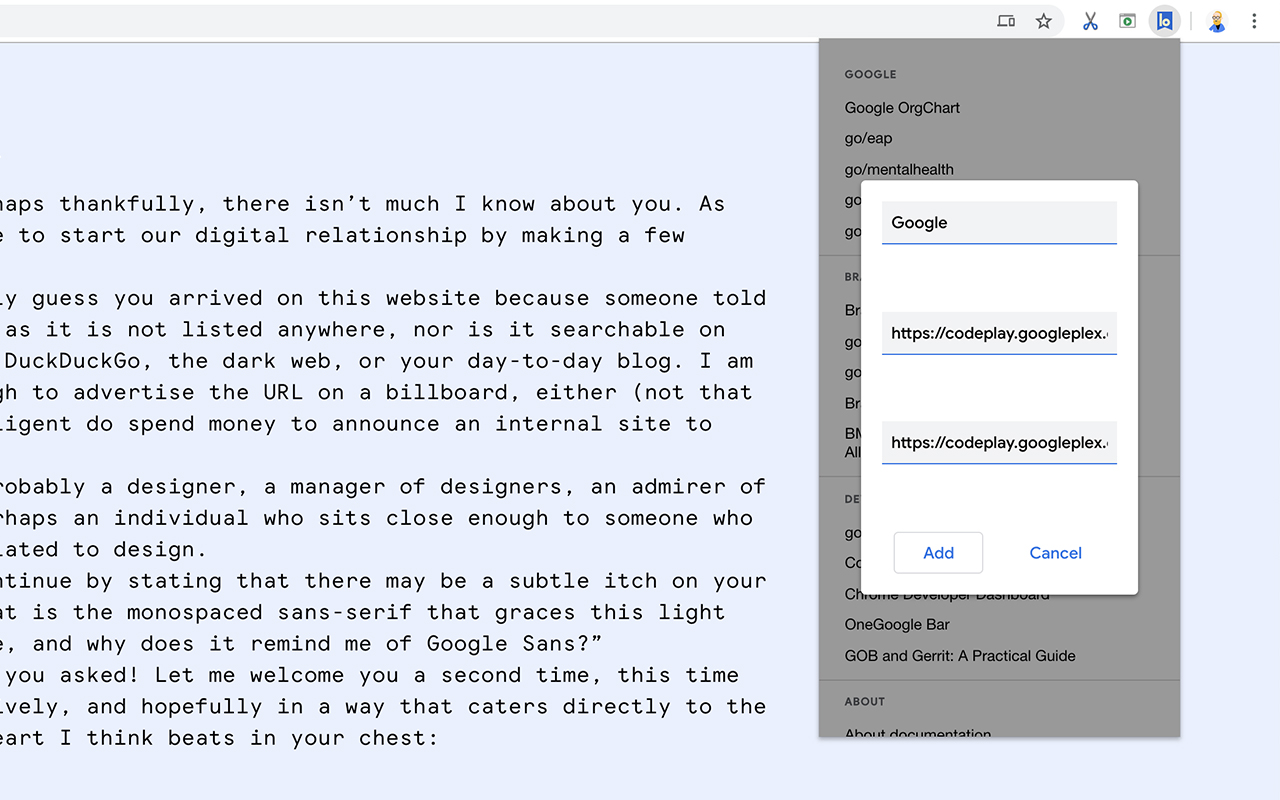 haps thankfully, there isn’t much I know about you. As
e to start our digital relationship by making a few
ly guess you arrived on this website because someone told
as it is not listed anywhere, nor is it searchable on
DuckDuckGo, the dark web, or your day-to-day blog. I am
gh to advertise the URL on a billboard, either (not that
ligent do spend money to announce an internal site to
robably a designer, a manager of designers, an admirer of
rhaps an individual who sits close enough to someone who
lated to design.
ntinue by stating that there may be a subtle itch on your
at is the monospaced sans-serif that graces this light
e, and why does it remind me of Google Sans?”
you asked! Let me welcome you a second time, this time
ively, and hopefully in a way that caters directly to the
eart I think beats in your chest:
GOOGLE
Google OrgChart
go/eap
go/mentalhealth
go
go
BRA
Br
go
go
Br
BM
All
DE
go
Co
Chrome Developer Dashboard
OneGoogle Bar
GOB and Gerrit: A Practical Guide
ABOUT
About documentation
Google
https://codeplay.googleplex.
https://codeplay.googleplex.
Add
Cancel